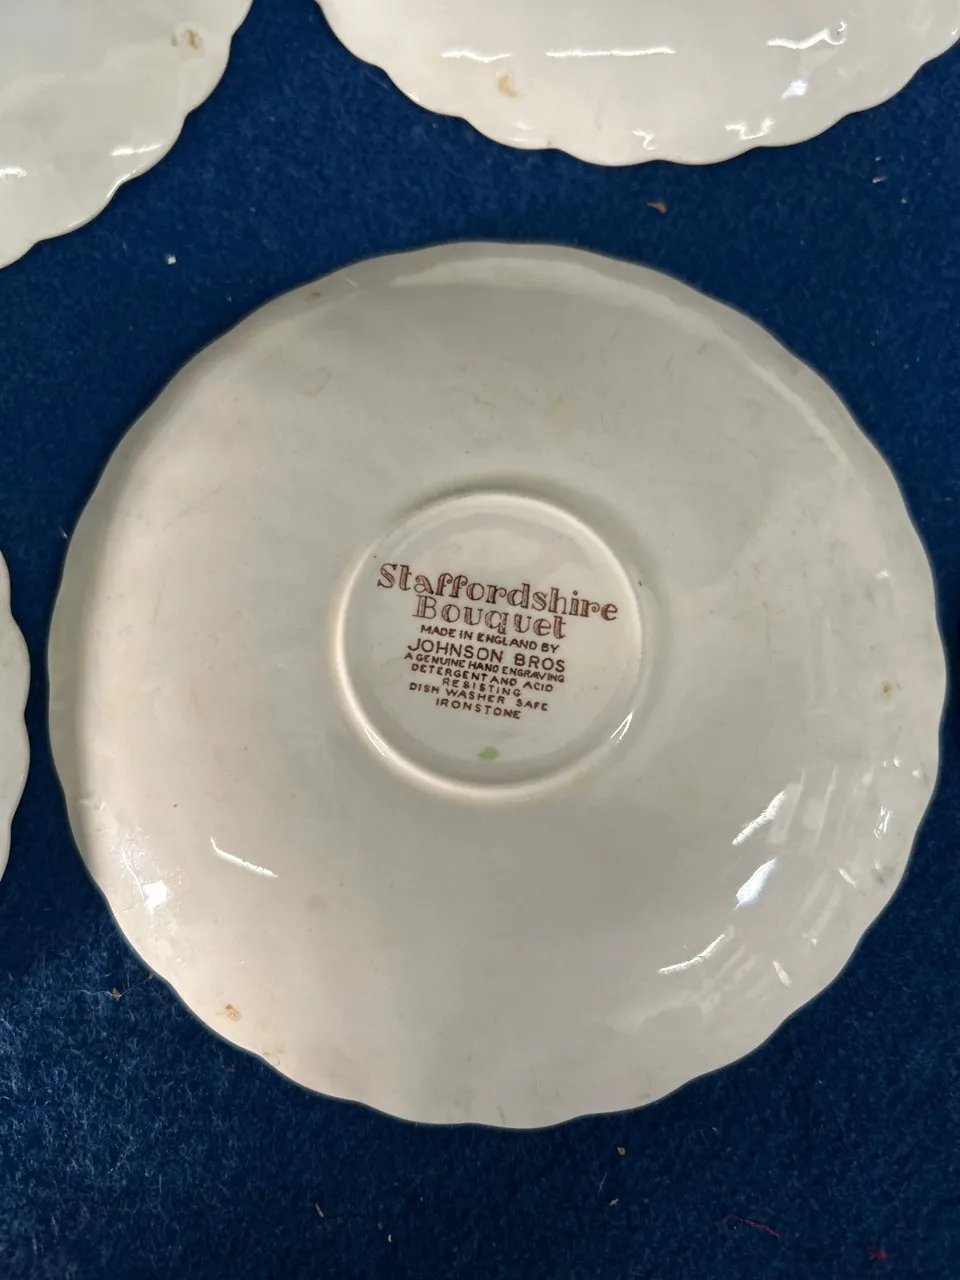 Staffordshire
Bouquet
MADE IN ENGLAND BY
JOHNSON BROS
A GENUINE HAND ENGRAVING
DETERGENT AND ACID
RESISTING
DISH WASHER SAFE
IRONSTONE